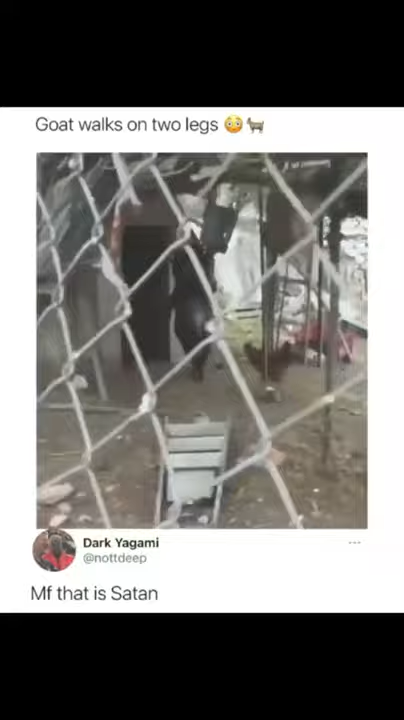 Goat walks on two legs 😳🐐
Dark Yagami
@nottdeep
Mf that is Satan